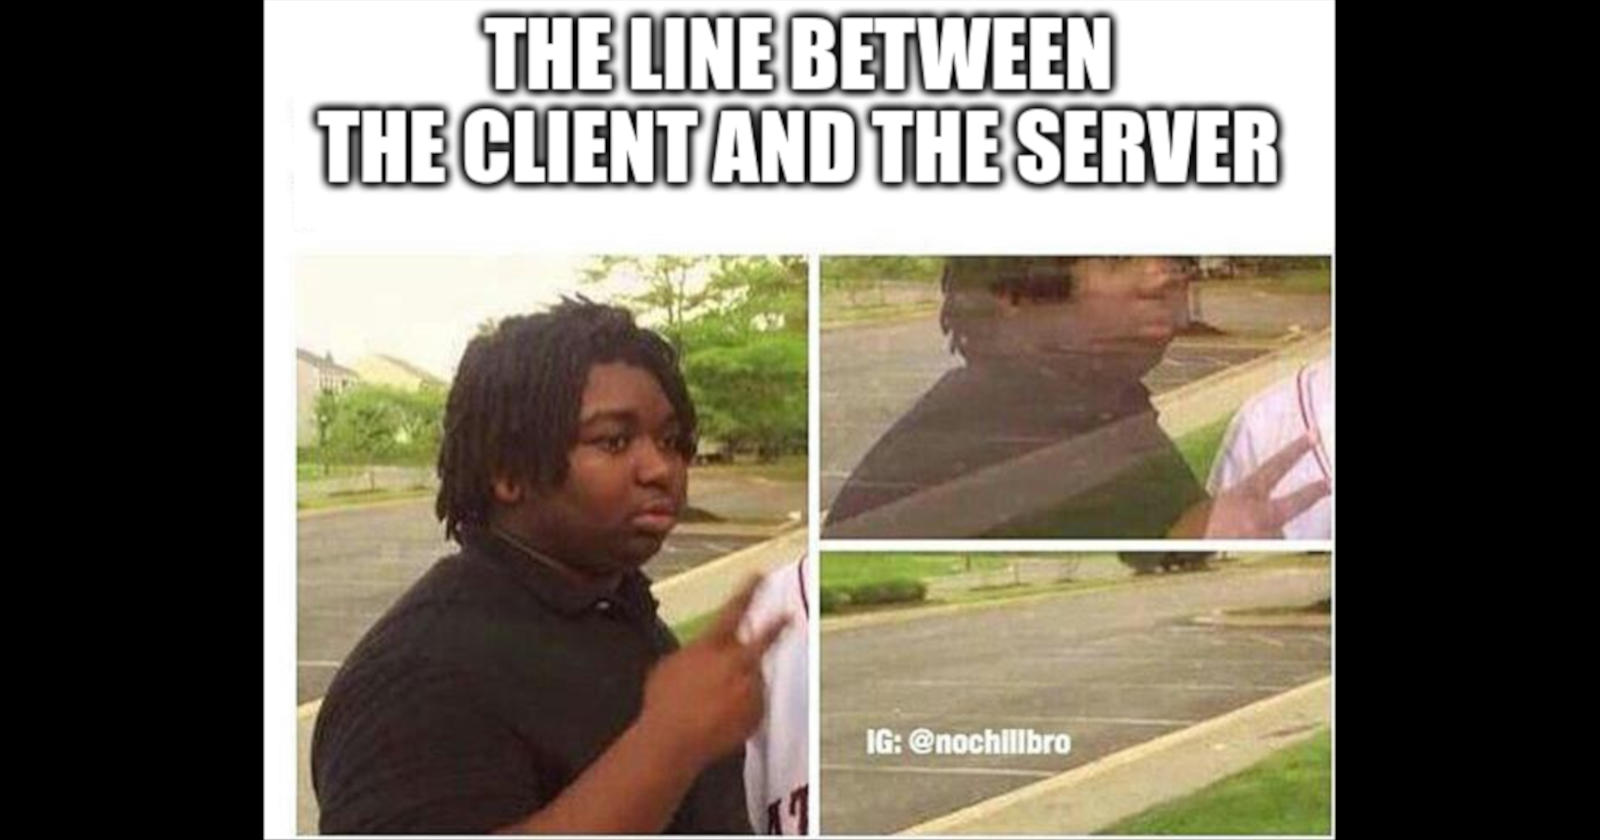 THE LINE BETWEEN
THE CLIENT AND THE SERVER
IG: @nochillbro